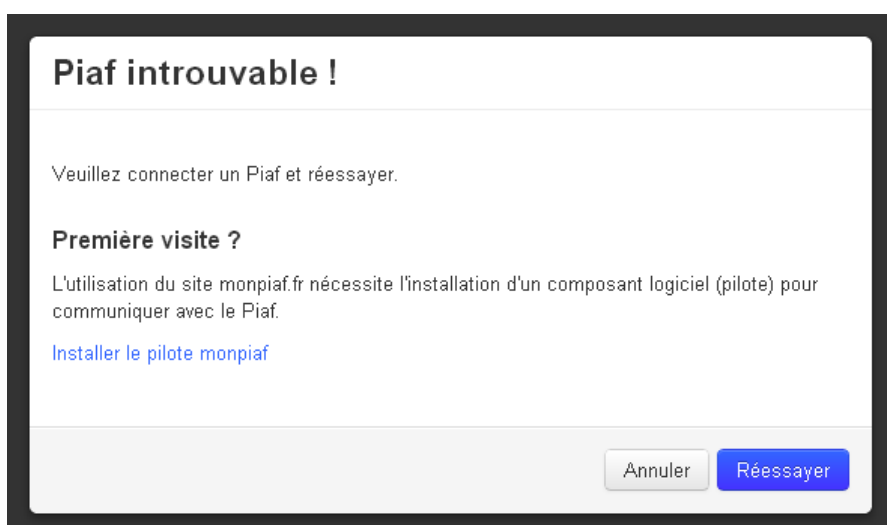 Piaf introuvable !
Veuillez connecter un Piaf et réessayer.
Première visite ?
L'utilisation du site monpiaf.fr nécessite l'installation d'un composant logiciel (pilote) pour
communiquer avec le Piaf.
Installer le pilote monpiaf
Annuler
Réessayer